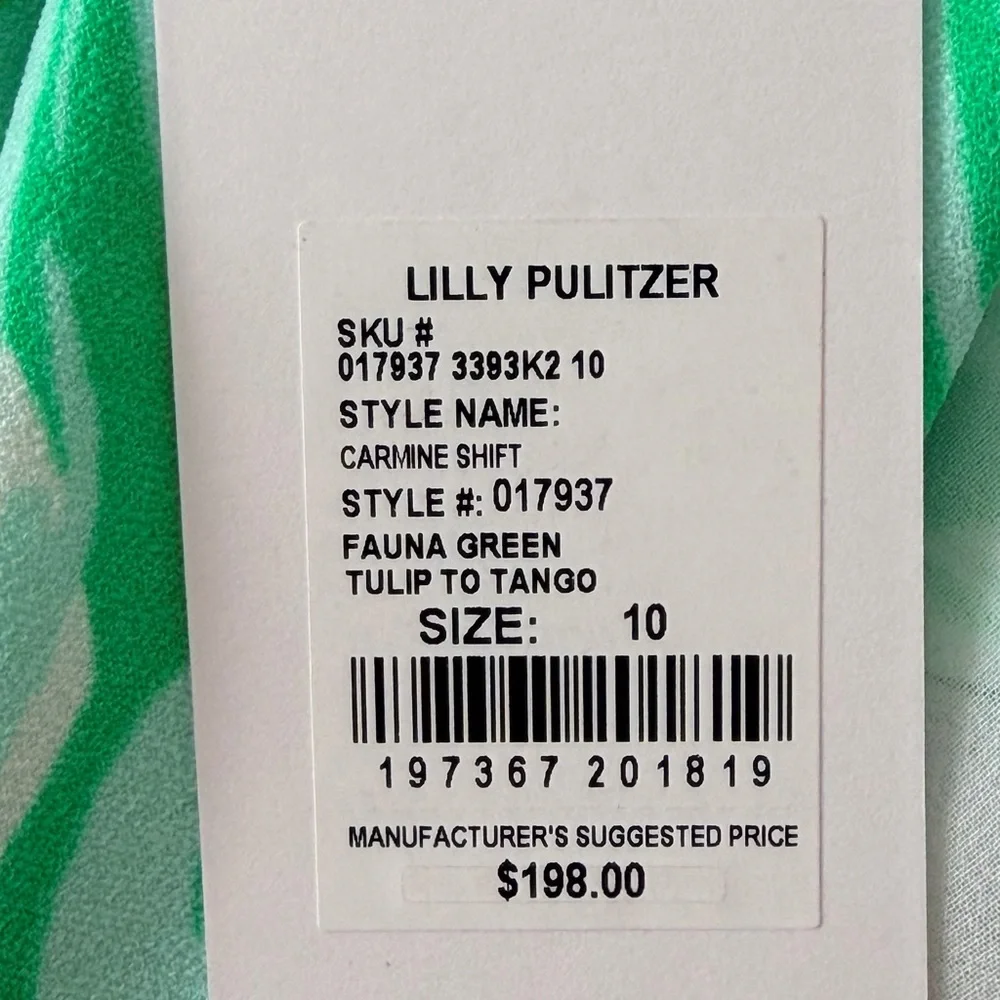 LILLY PULITZER
SKU #
017937 3393K2 10
STYLE NAME:
CARMINE SHIFT
STYLE #: 017937
FAUNA GREEN
TULIP TO TANGO
SIZE: 10
197367 201819
MANUFACTURER'S SUGGESTED PRICE
$198.00